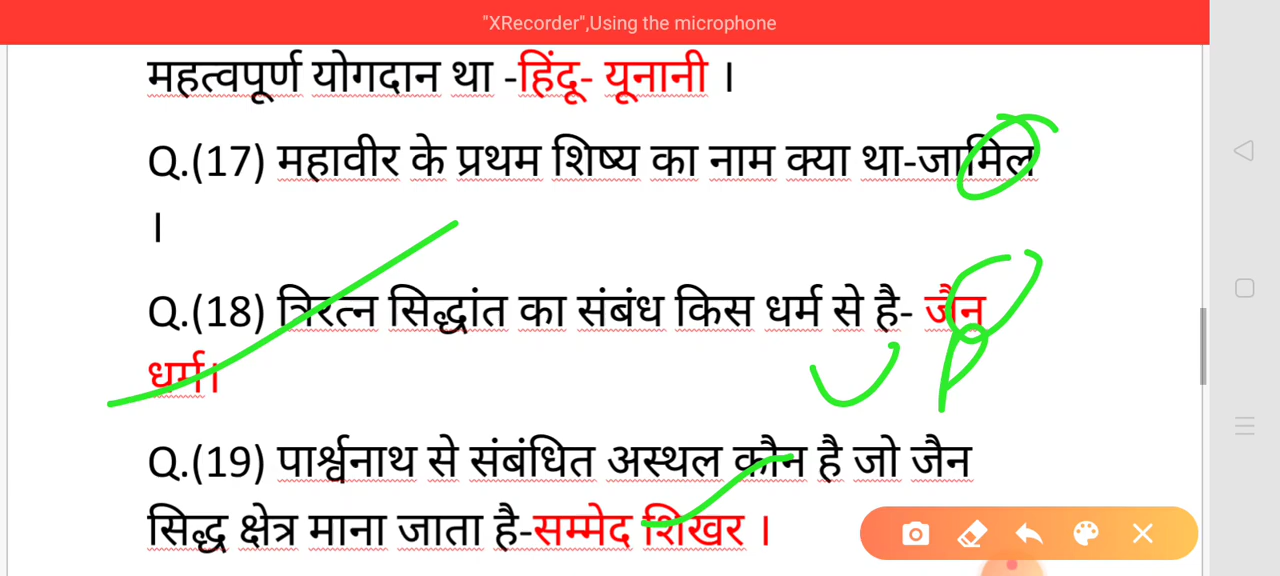 "XRecorder",Using the microphone
महत्वपूर्ण योगदान था -हिंदू- यूनानी ।
Q.(17) महावीर के प्रथम शिष्य का नाम क्या था-जामिल
।
Q.(18) त्रिरत्न सिद्धांत का संबंध किस धर्म से है- जैन
धर्म।
Q.(19) पार्श्वनाथ से संबंधित अस्थल कौन है जो जैन
सिद्ध क्षेत्र माना जाता है-सम्मेद शिखर ।